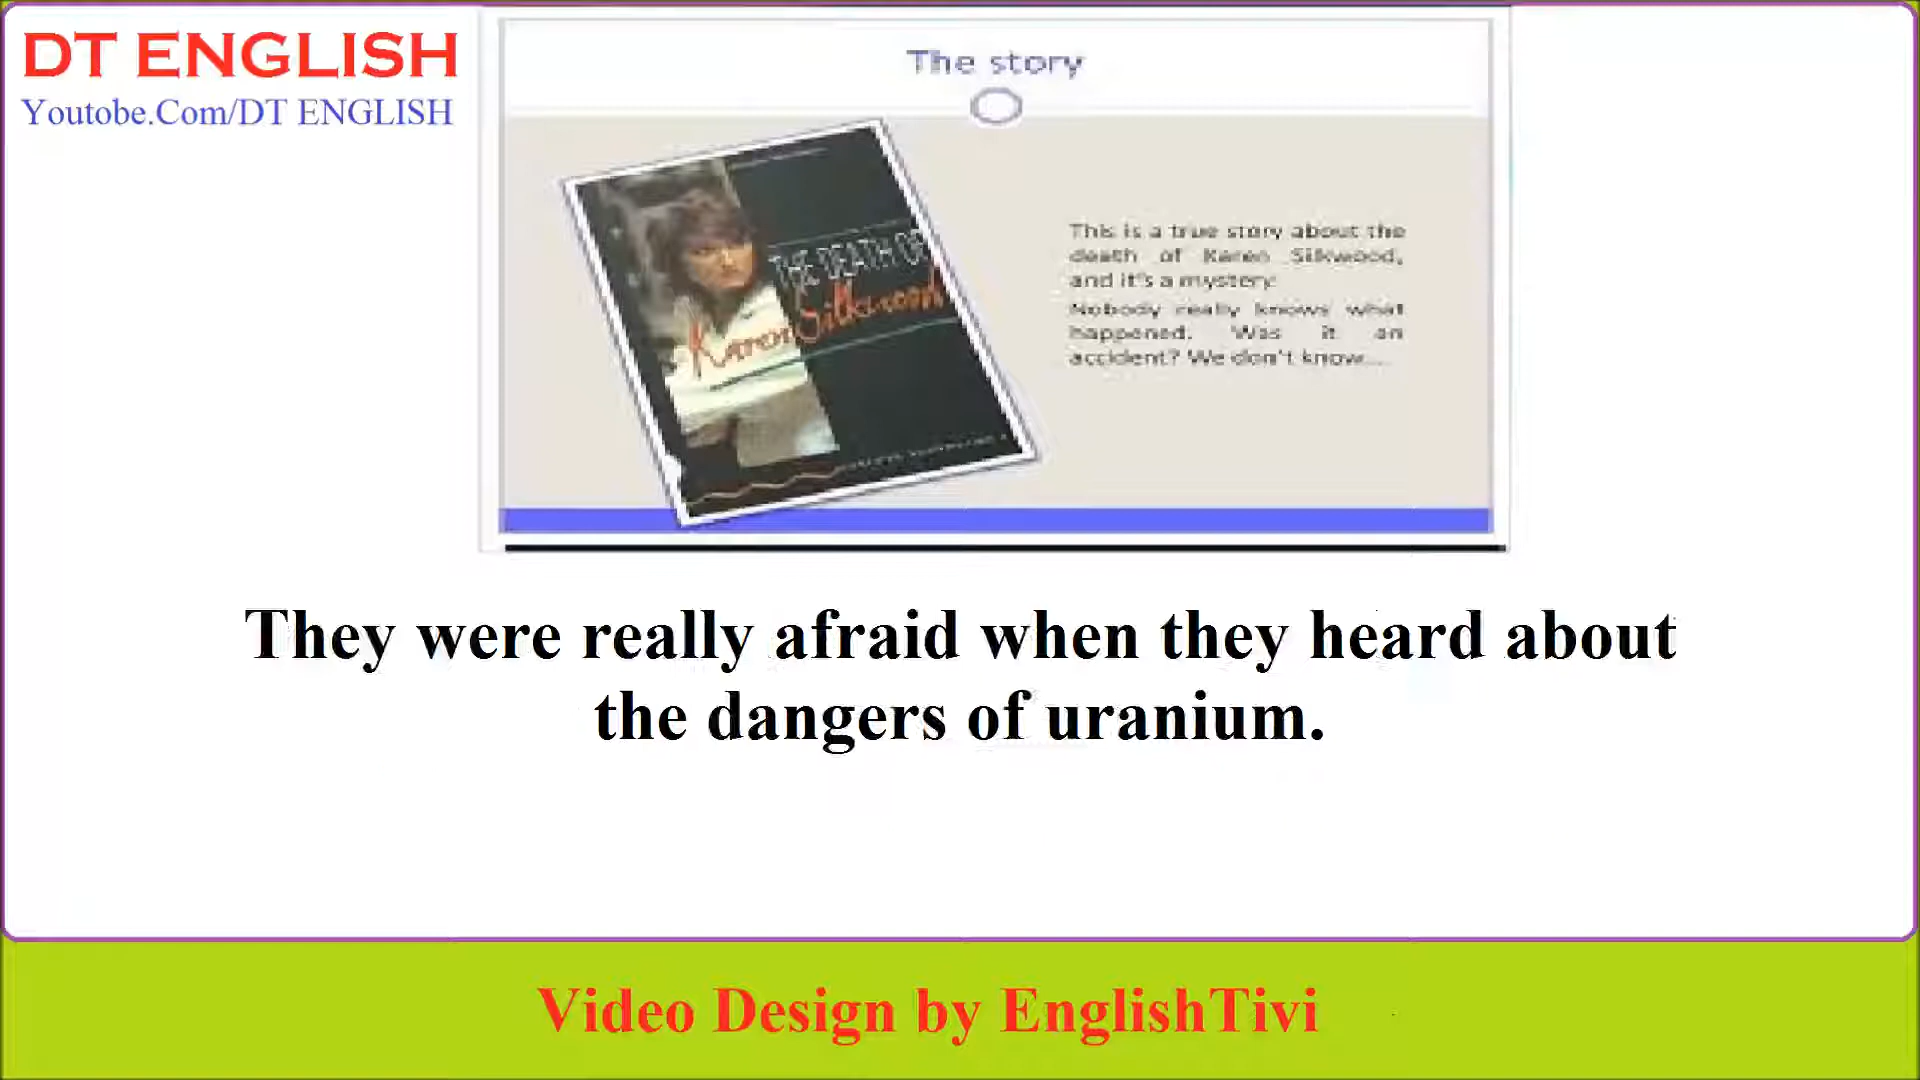 DT ENGLISH
Youtobe.Com/DT ENGLISH
The story
THE DEATH OF
Karen Silkwood
This is a true story about the
death of Karen Silkwood,
and it's a mystery.
Nobody really knows what
happened. Was it an
accident? We don't know...
They were really afraid when they heard about
the dangers of uranium.
Video Design by EnglishTivi